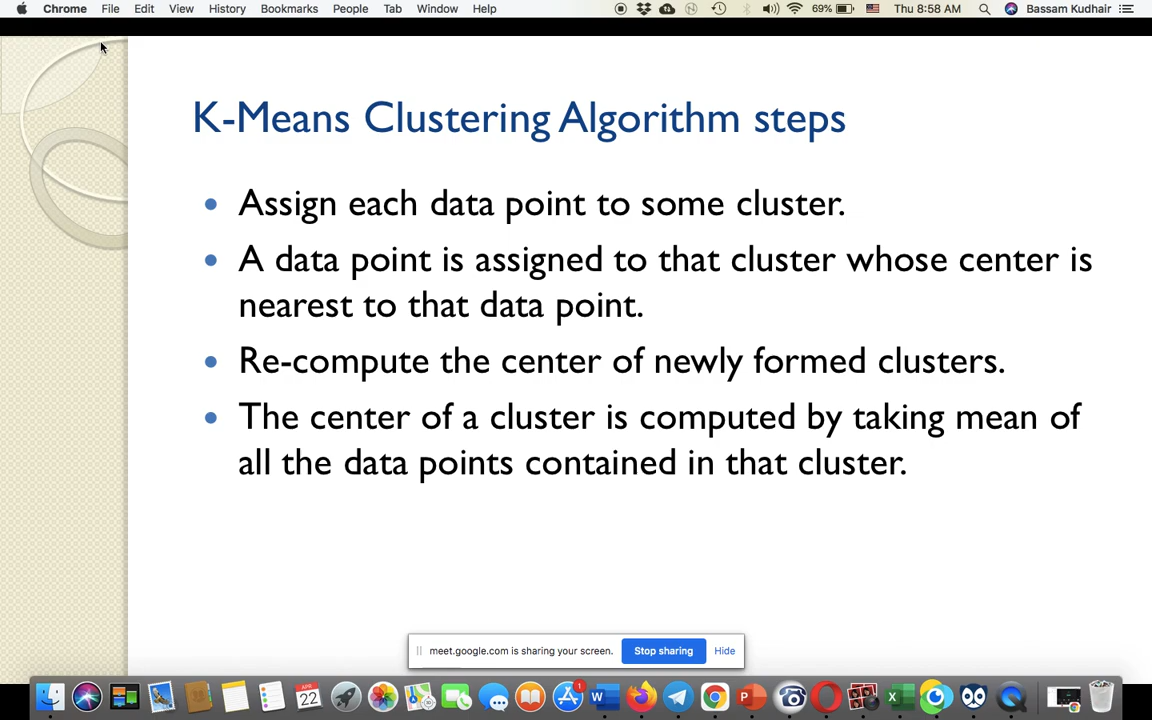 Chrome File Edit View History Bookmarks People Tab Window Help 69% Thu 8:58 AM Bassam Kudhair
K-Means Clustering Algorithm steps
• Assign each data point to some cluster.
• A data point is assigned to that cluster whose center is
nearest to that data point.
• Re-compute the center of newly formed clusters.
• The center of a cluster is computed by taking mean of
all the data points contained in that cluster.
meet.google.com is sharing your screen. Stop sharing Hide
1
APR
22